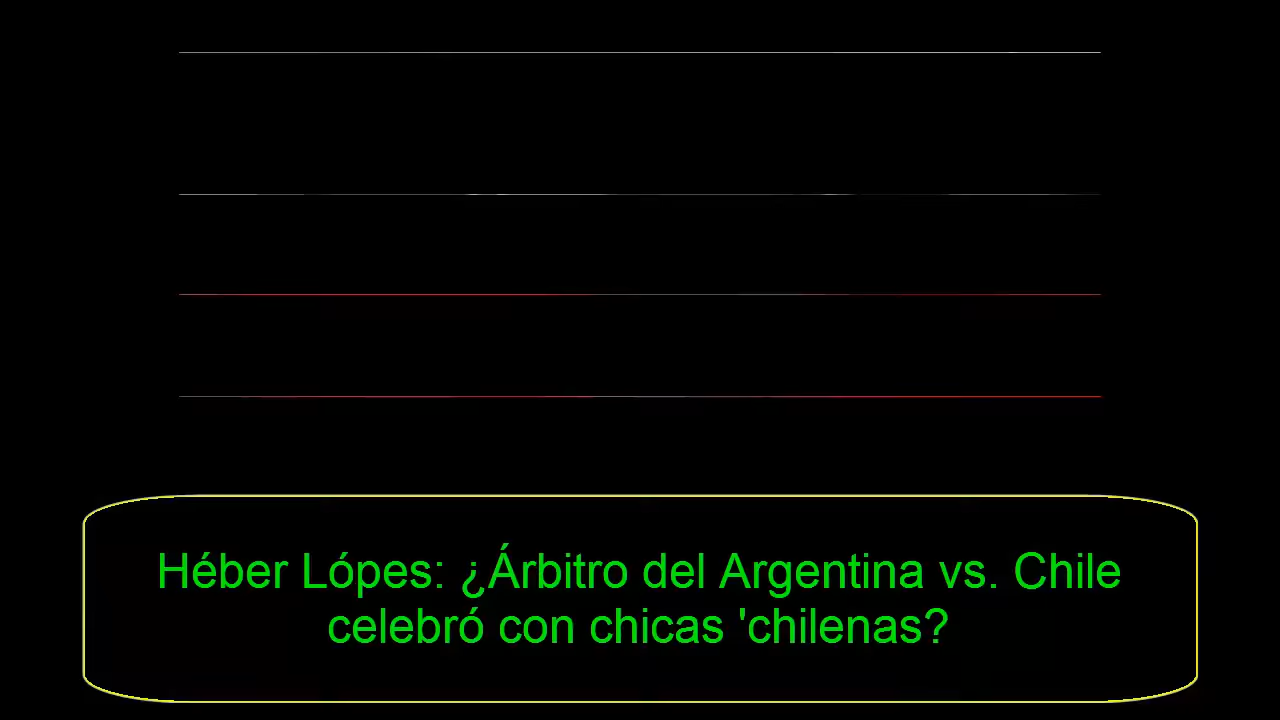 Héber Lópes: ¿Árbitro del Argentina vs. Chile
celebró con chicas 'chilenas?